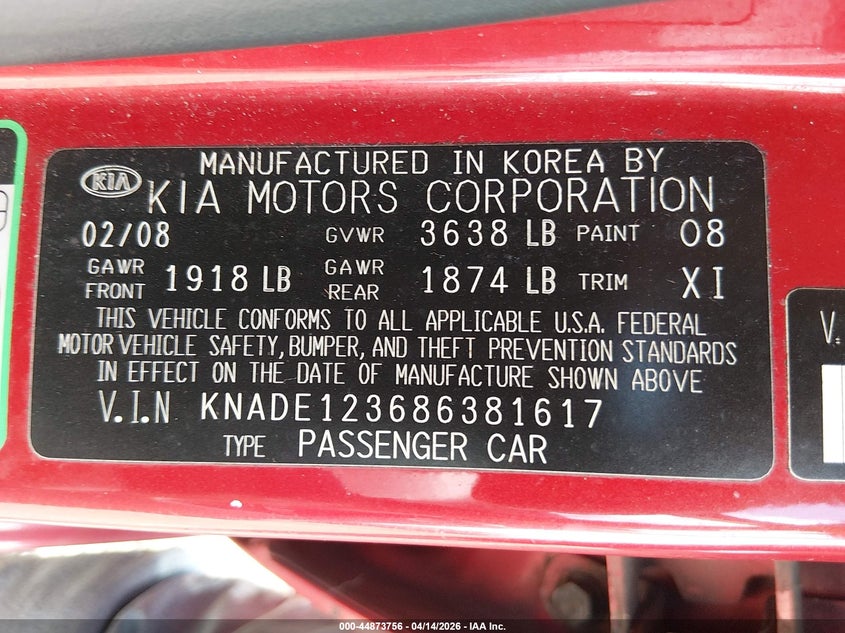 MANUFACTURED IN KOREA BY
KIA KIA MOTORS CORPORATION
02/08 GVWR 3638 LB PAINT 08
GAWR FRONT 1918 LB GAWR REAR 1874 LB TRIM XI
THIS VEHICLE CONFORMS TO ALL APPLICABLE U.S.A. FEDERAL
MOTOR VEHICLE SAFETY, BUMPER, AND THEFT PREVENTION STANDARDS
IN EFFECT ON THE DATE OF MANUFACTURE SHOWN ABOVE
V.I.N KNADE123686381617
TYPE PASSENGER CAR
V.
000-44873756 - 04/14/2026 - IAA Inc.